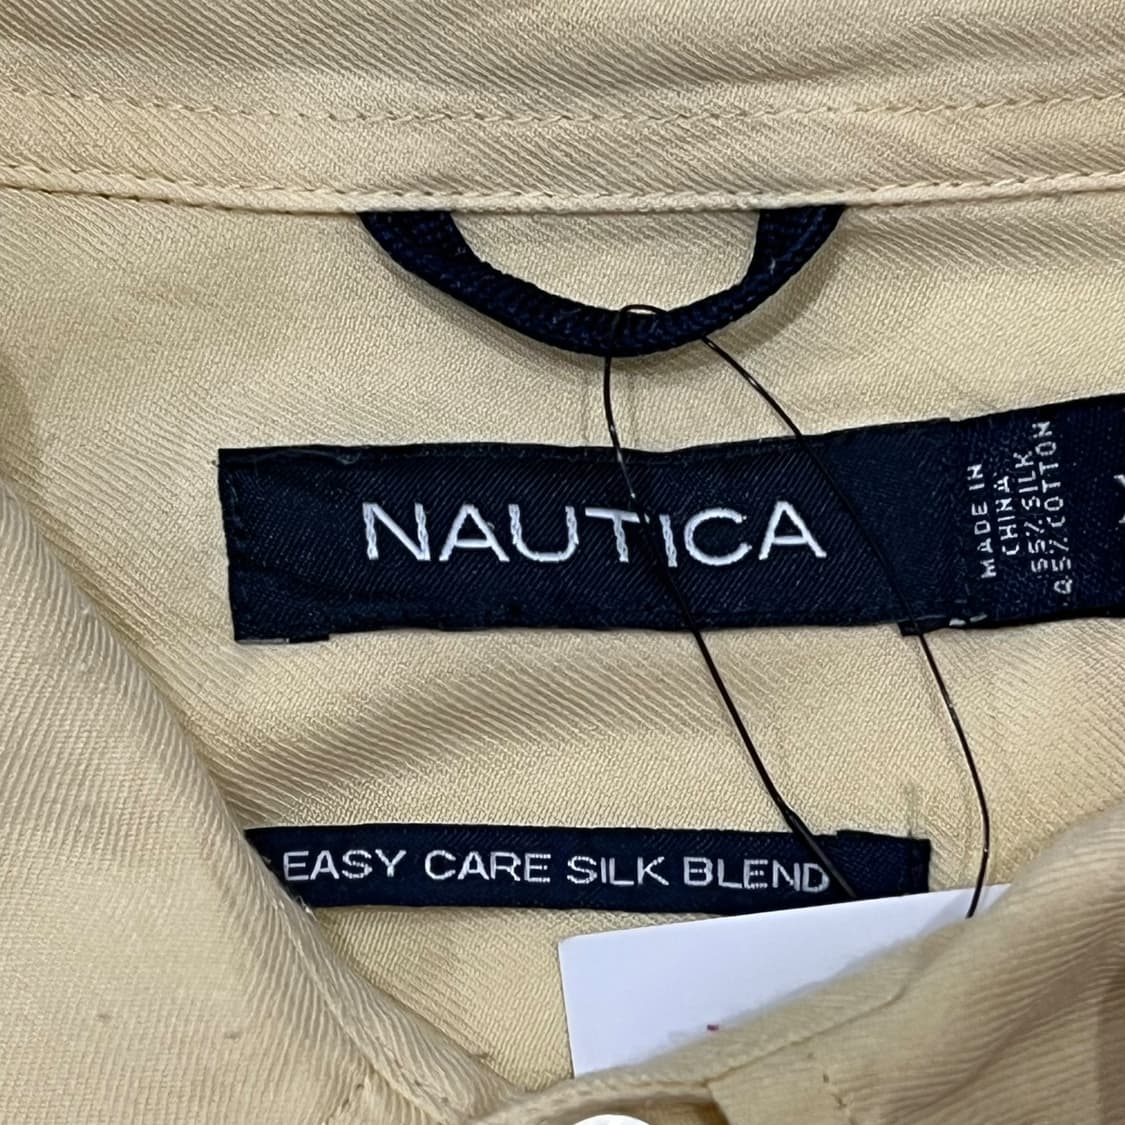 NAUTICA
MADE IN
CHINA
55% SILK
45% COTTON
EASY CARE SILK BLEND